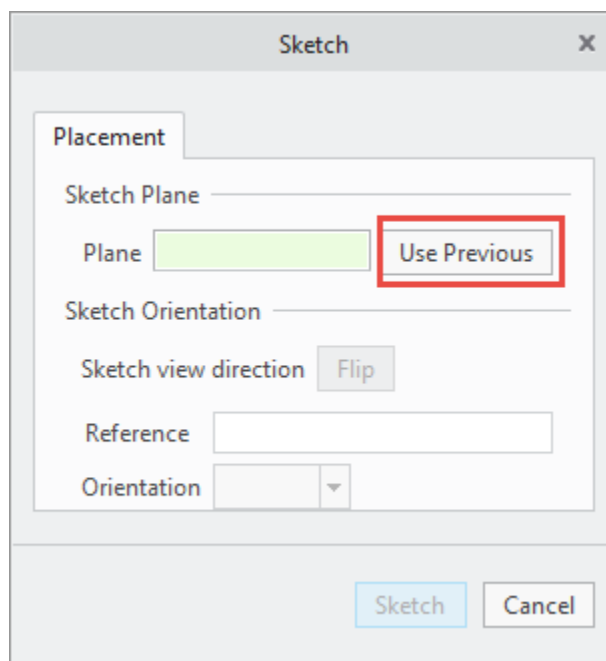 Sketch
Placement
Sketch Plane
Plane Use Previous
Sketch Orientation
Sketch view direction Flip
Reference
Orientation
Sketch Cancel